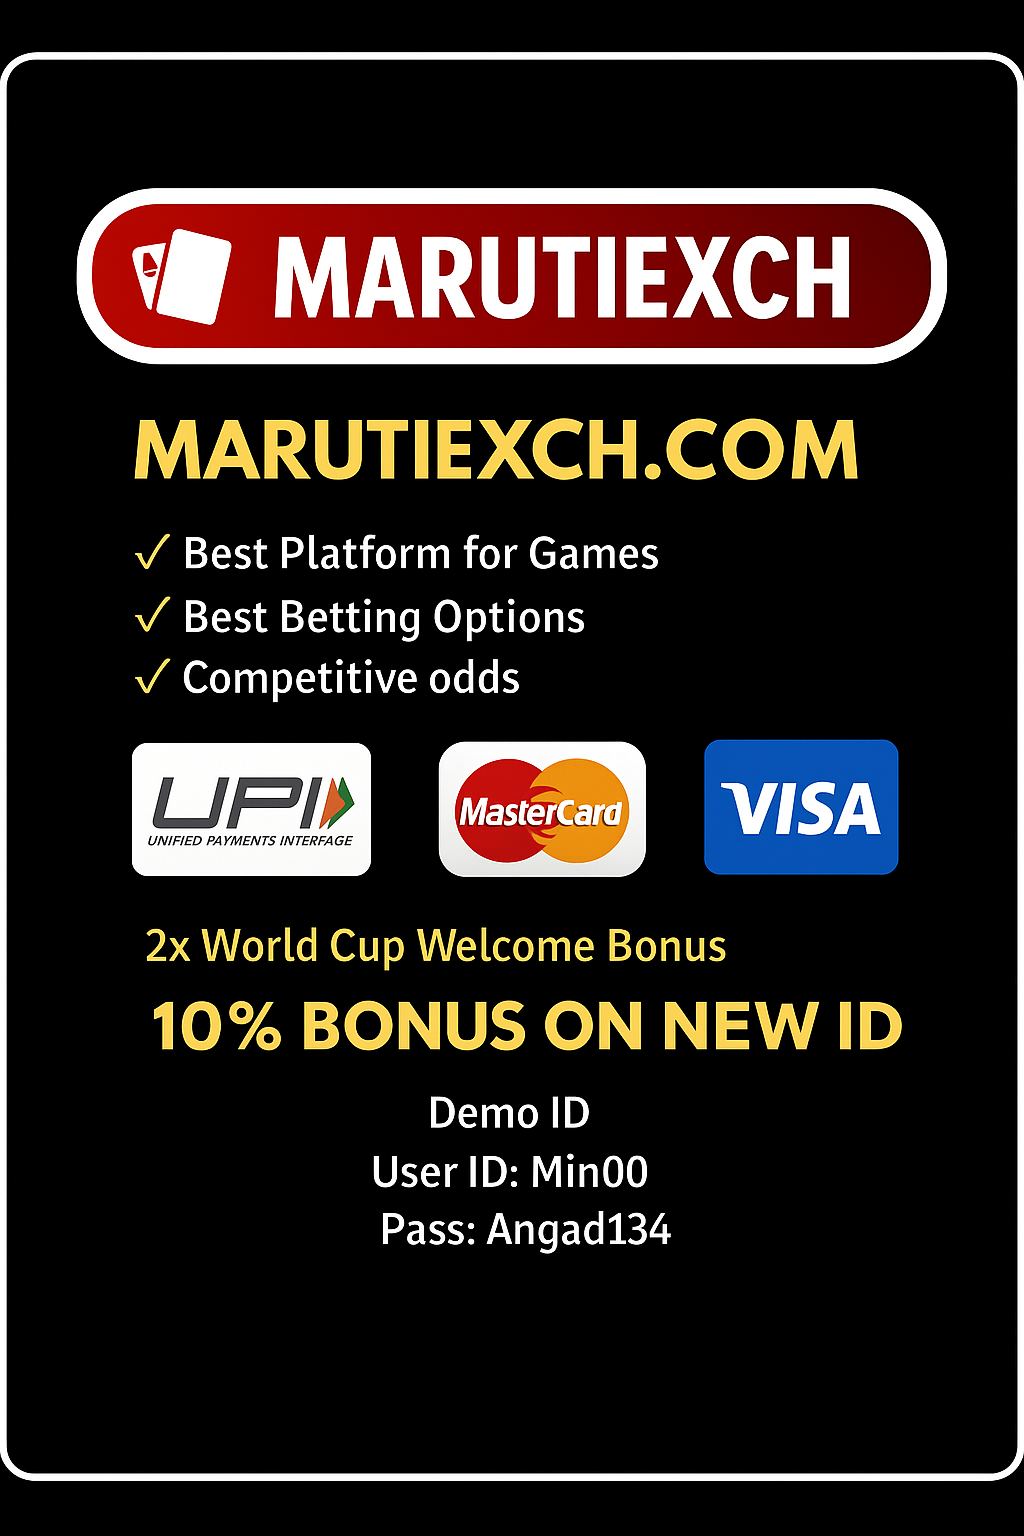 MARUTIEXCH
MARUTIEXCH.COM
✓ Best Platform for Games
✓ Best Betting Options
✓ Competitive odds
UPI
UNIFIED PAYMENTS INTERFAGE
MasterCard
VISA
2x World Cup Welcome Bonus
10% BONUS ON NEW ID
Demo ID
User ID: Min00
Pass: Angad134